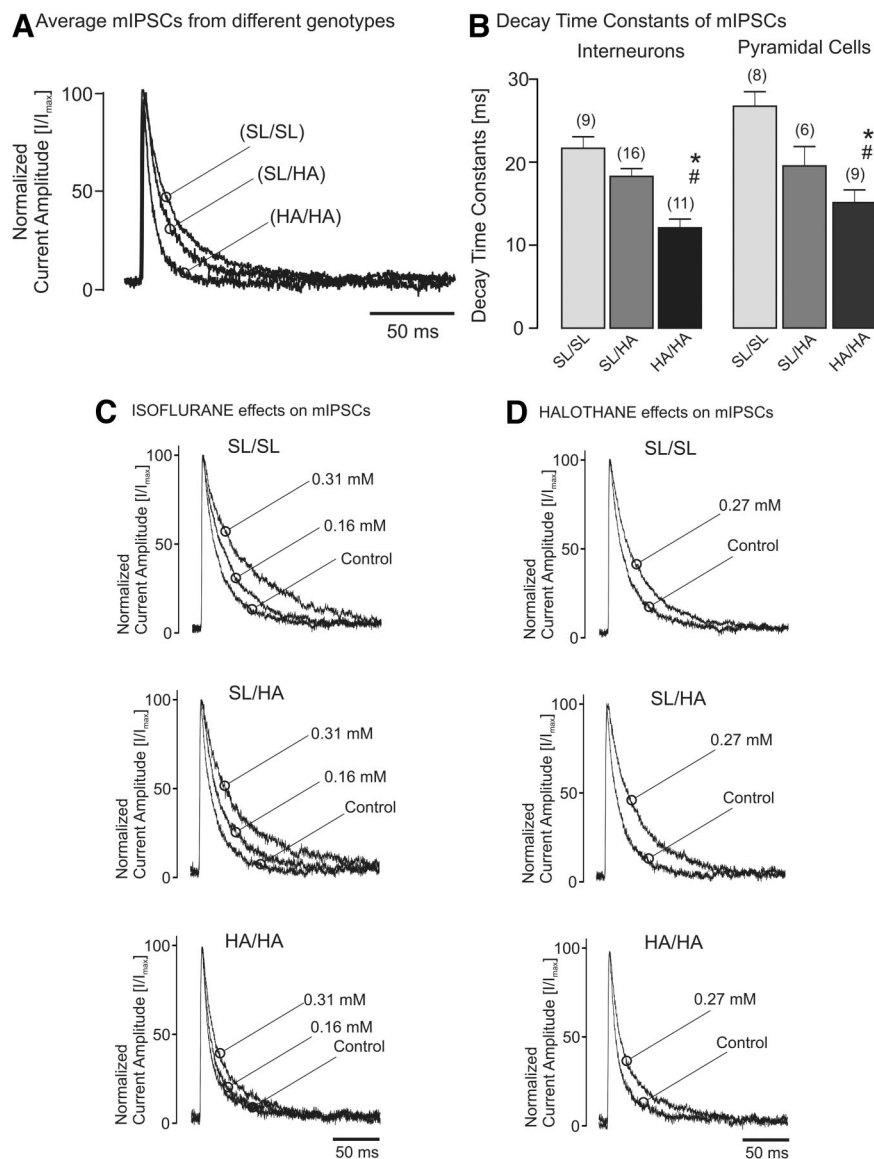 A Average mIPSCs from different genotypes
Normalized
Current Amplitude [I/Imax]
100
50
0
(SL/SL)
(SL/HA)
(HA/HA)
50 ms
B Decay Time Constants of mIPSCs
Interneurons
Pyramidal Cells
Decay Time Constants [ms]
30
20
10
0
(9)
(16)
*
#
(11)
(8)
(6)
*
#
(9)
SL/SL
SL/HA
HA/HA
SL/SL
SL/HA
HA/HA
C ISOFLURANE effects on mIPSCs
SL/SL
Normalized
Current Amplitude [I/Imax]
100
50
0
0.31 mM
0.16 mM
Control
SL/HA
Normalized
Current Amplitude [I/Imax]
100
50
0
0.31 mM
0.16 mM
Control
HA/HA
Normalized
Current Amplitude [I/Imax]
100
50
0
0.31 mM
0.16 mM
Control
50 ms
D HALOTHANE effects on mIPSCs
SL/SL
Normalized
Current Amplitude [I/Imax]
100
50
0
0.27 mM
Control
SL/HA
Normalized
Current Amplitude [I/Imax]
100
50
0
0.27 mM
Control
HA/HA
Normalized
Current Amplitude [I/Imax]
100
50
0
0.27 mM
Control
50 ms